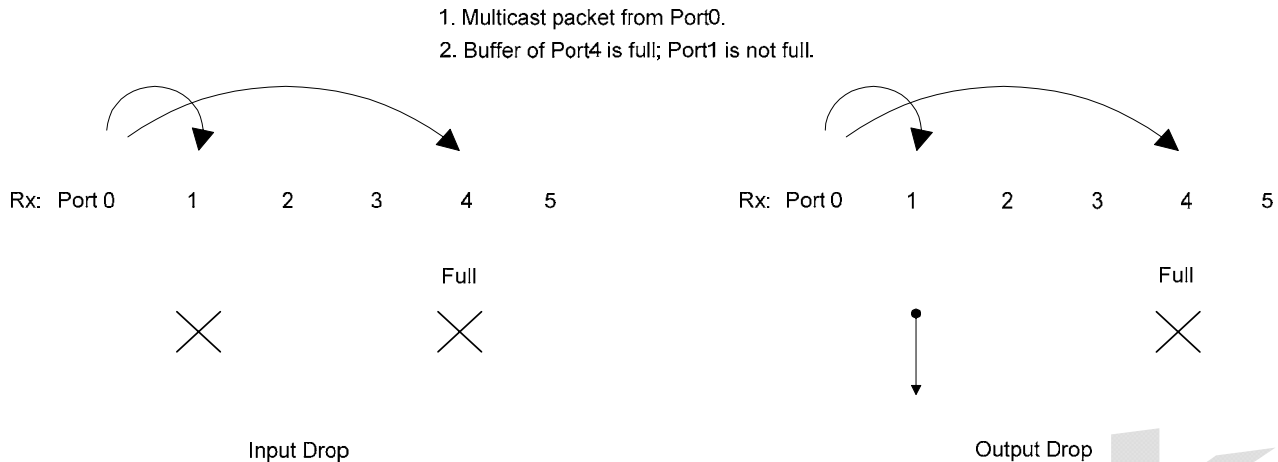 1. Multicast packet from Port0.
2. Buffer of Port4 is full; Port1 is not full.
Rx: Port 0 1 2 3 4 5
Rx: Port 0 1 2 3 4 5
Full
Full
Input Drop
Output Drop